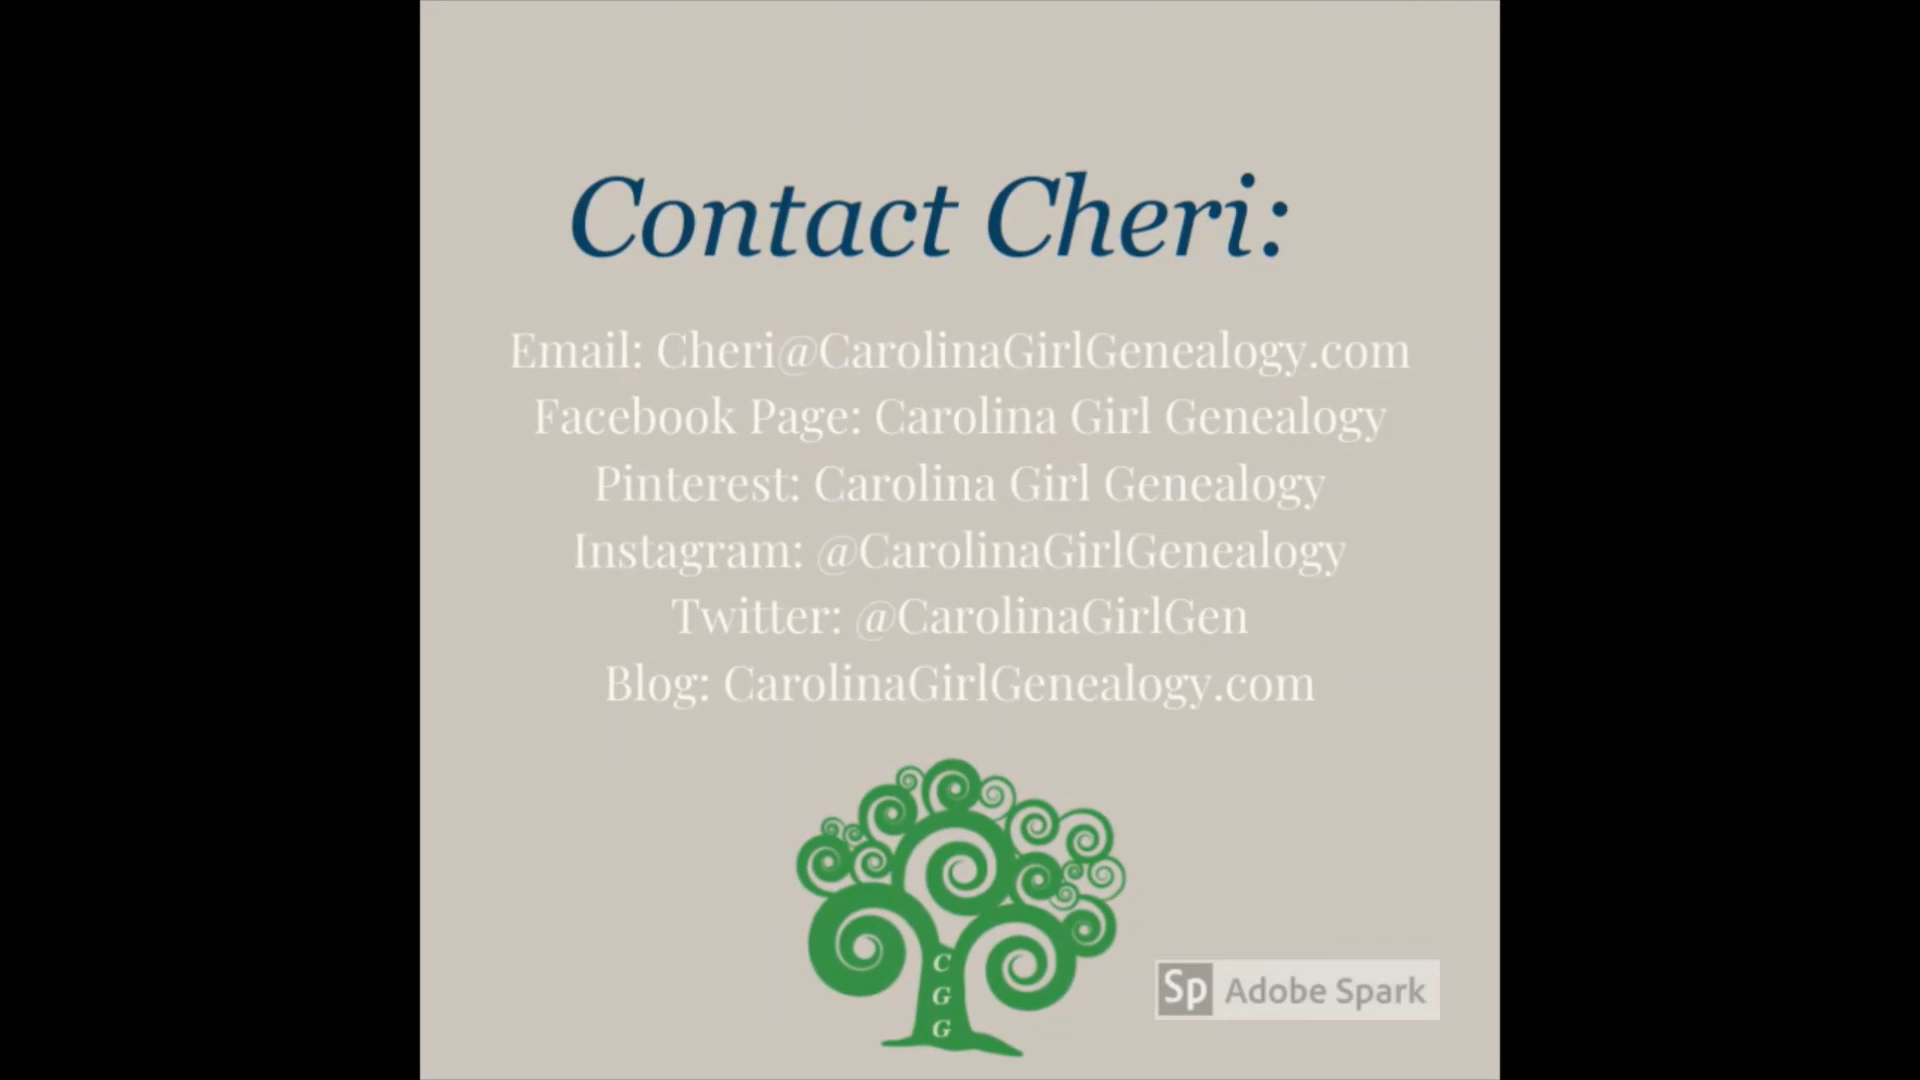 Contact Cheri:
Email: Cheri@CarolinaGirlGenealogy.com
Facebook Page: Carolina Girl Genealogy
Pinterest: Carolina Girl Genealogy
Instagram: @CarolinaGirlGenealogy
Twitter: @CarolinaGirlGen
Blog: CarolinaGirlGenealogy.com
C
G
G
Sp Adobe Spark